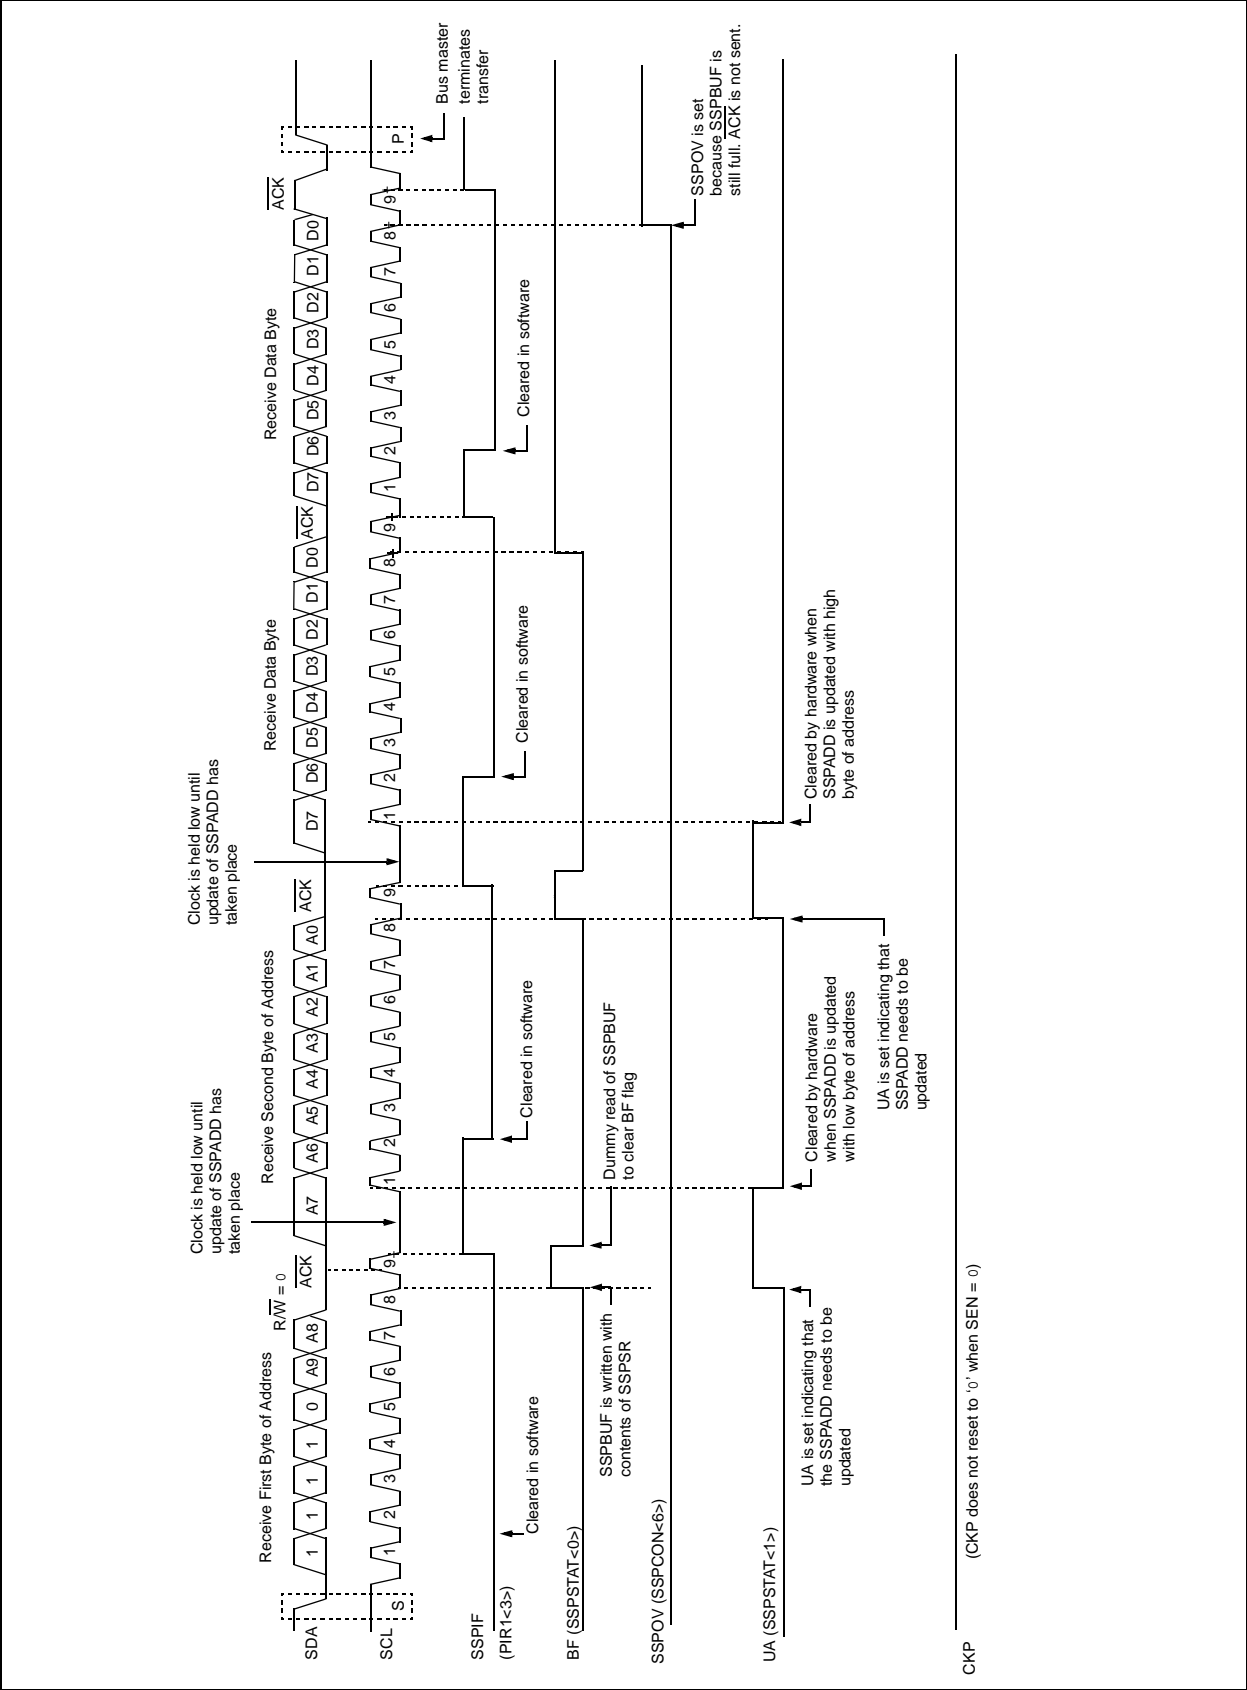 Clock is held low until
update of SSPADD has
taken place
Clock is held low until
update of SSPADD has
taken place
Receive First Byte of Address
R/W = 0
Receive Second Byte of Address
Receive Data Byte
Receive Data Byte
SDA
1 1 1 1 0 A9 A8 ACK A7 A6 A5 A4 A3 A2 A1 A0 ACK D7 D6 D5 D4 D3 D2 D1 D0 ACK D7 D6 D5 D4 D3 D2 D1 D0 ACK
SCL
S 1 2 3 4 5 6 7 8 9 1 2 3 4 5 6 7 8 9 1 2 3 4 5 6 7 8 9 1 2 3 4 5 6 7 8 9 P
Bus master
terminates
transfer
SSPIF
(PIR1<3>)
Cleared in software
Cleared in software
Cleared in software
Cleared in software
BF (SSPSTAT<0>)
SSPBUF is written with
contents of SSPSR
Dummy read of SSPBUF
to clear BF flag
SSPOV (SSPCON<6>)
SSPOV is set
because SSPBUF is
still full. ACK is not sent.
UA (SSPSTAT<1>)
UA is set indicating that
the SSPADD needs to be
updated
Cleared by hardware
when SSPADD is updated
with low byte of address
UA is set indicating that
SSPADD needs to be
updated
Cleared by hardware when
SSPADD is updated with high
byte of address
CKP
(CKP does not reset to ‘0’ when SEN = 0)